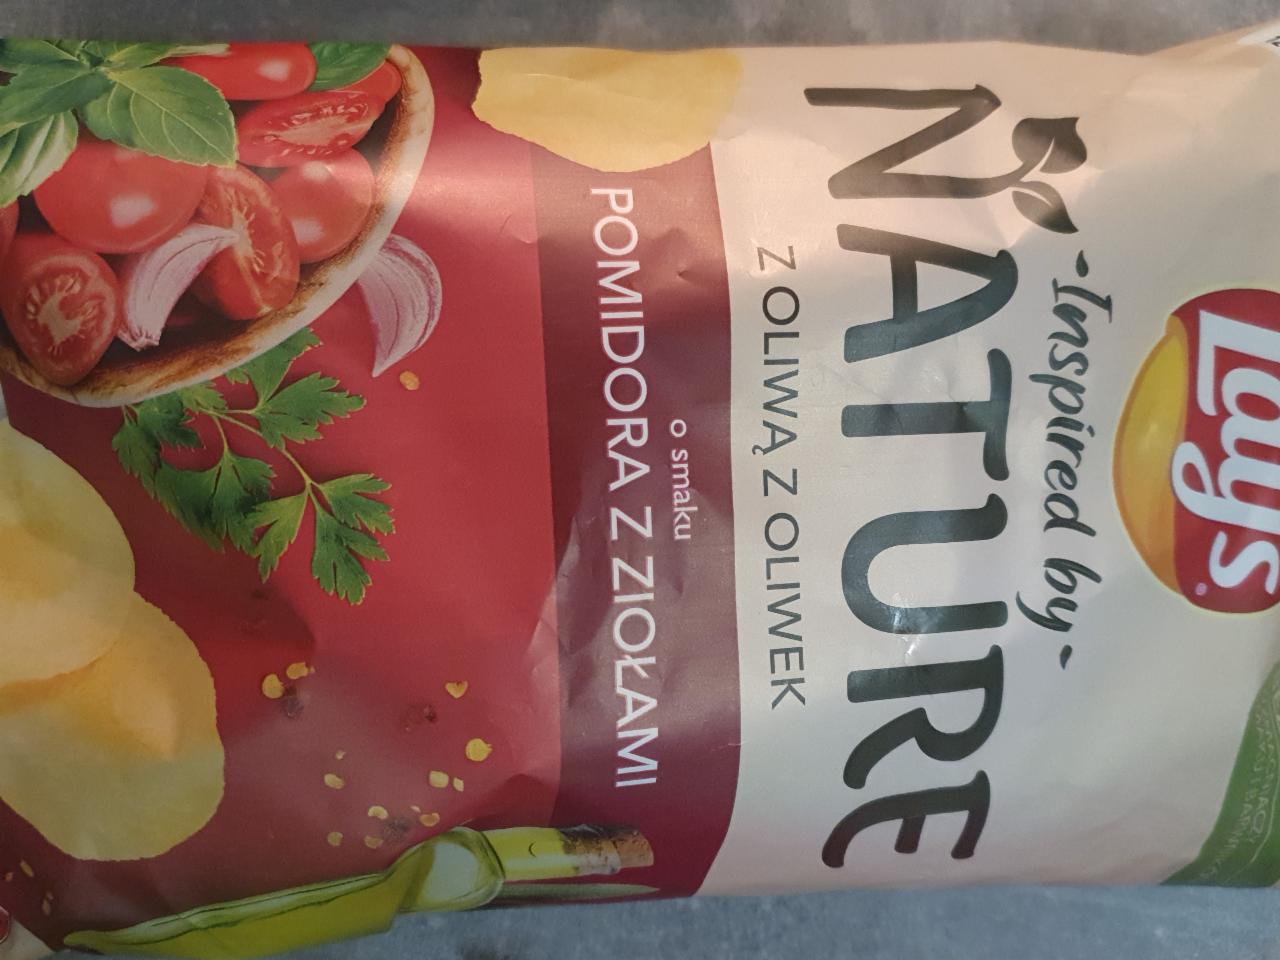 Lay's
- Inspired by -
NATURE
Z OLIWĄ Z OLIWEK
o smaku
POMIDORA Z ZIOŁAMI